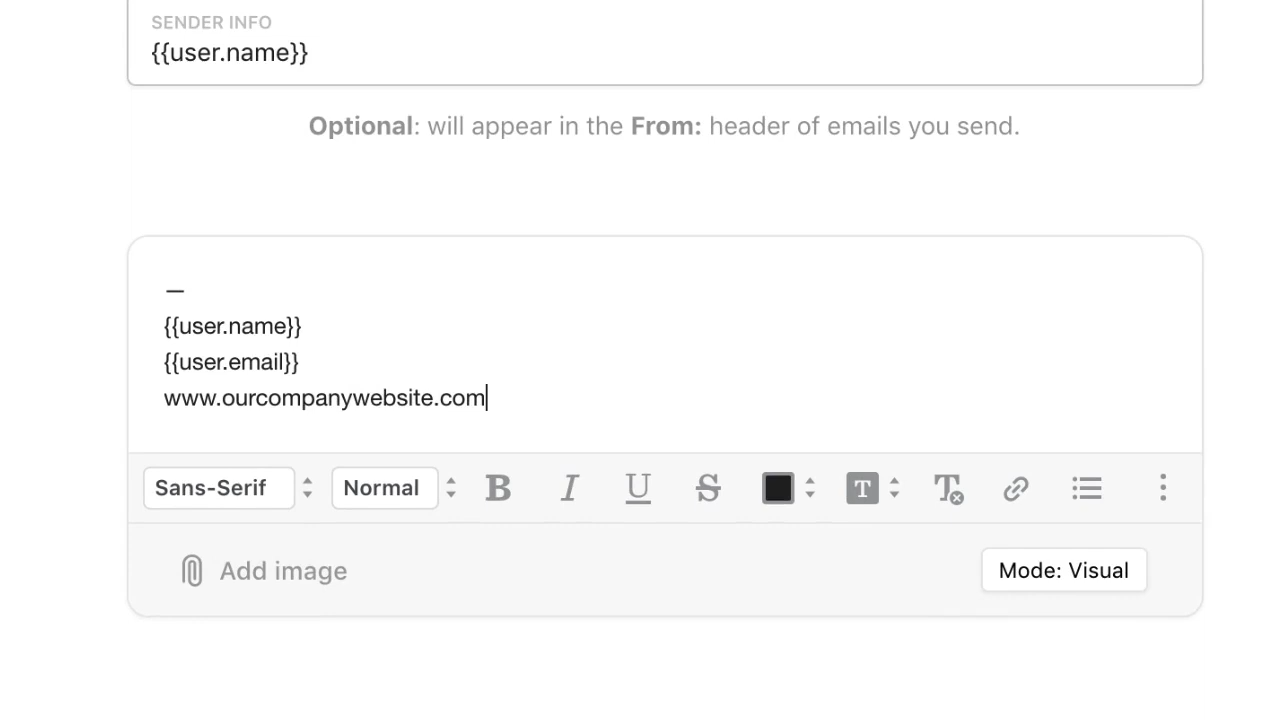 SENDER INFO
{{user.name}}
Optional: will appear in the From: header of emails you send.
—
{{user.name}}
{{user.email}}
www.ourcompanywebsite.com
Sans-Serif Normal B I U S T T
Add image Mode: Visual